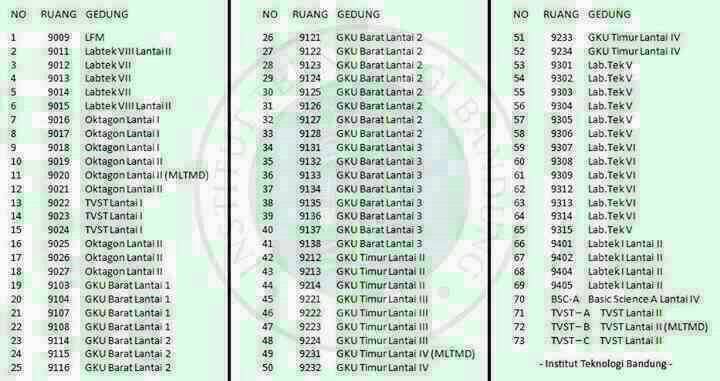 NO RUANG GEDUNG
1 9009 LFM
2 9011 Labtek VIII Lantai II
3 9012 Labtek VII
4 9013 Labtek VII
5 9014 Labtek VII
6 9015 Labtek VIII Lantai II
7 9016 Oktagon Lantai I
8 9017 Oktagon Lantai I
9 9018 Oktagon Lantai I
10 9019 Oktagon Lantai II
11 9020 Oktagon Lantai II (MLTMD)
12 9021 Oktagon Lantai II
13 9022 TVST Lantai I
14 9023 TVST Lantai I
15 9024 TVST Lantai I
16 9025 Oktagon Lantai II
17 9026 Oktagon Lantai II
18 9027 Oktagon Lantai II
19 9103 GKU Barat Lantai 1
20 9104 GKU Barat Lantai 1
21 9107 GKU Barat Lantai 1
22 9108 GKU Barat Lantai 1
23 9114 GKU Barat Lantai 2
24 9115 GKU Barat Lantai 2
25 9116 GKU Barat Lantai 2
NO RUANG GEDUNG
26 9121 GKU Barat Lantai 2
27 9122 GKU Barat Lantai 2
28 9123 GKU Barat Lantai 2
29 9124 GKU Barat Lantai 2
30 9125 GKU Barat Lantai 2
31 9126 GKU Barat Lantai 2
32 9127 GKU Barat Lantai 2
33 9128 GKU Barat Lantai 2
34 9131 GKU Barat Lantai 3
35 9132 GKU Barat Lantai 3
36 9133 GKU Barat Lantai 3
37 9134 GKU Barat Lantai 3
38 9135 GKU Barat Lantai 3
39 9136 GKU Barat Lantai 3
40 9137 GKU Barat Lantai 3
41 9138 GKU Barat Lantai 3
42 9212 GKU Timur Lantai II
43 9213 GKU Timur Lantai II
44 9214 GKU Timur Lantai II
45 9221 GKU Timur Lantai III
46 9222 GKU Timur Lantai III
47 9223 GKU Timur Lantai III
48 9224 GKU Timur Lantai III
49 9231 GKU Timur Lantai IV (MLTMD)
50 9232 GKU Timur Lantai IV
NO RUANG GEDUNG
51 9233 GKU Timur Lantai IV
52 9234 GKU Timur Lantai IV
53 9301 Lab.Tek V
54 9302 Lab.Tek V
55 9303 Lab.Tek V
56 9304 Lab.Tek V
57 9305 Lab.Tek V
58 9306 Lab.Tek VI
59 9307 Lab.Tek VI
60 9308 Lab.Tek VI
61 9309 Lab.Tek VI
62 9312 Lab.Tek VI
63 9313 Lab.Tek VI
64 9314 Lab.Tek VI
65 9315 Lab.Tek V
66 9401 Labtek I Lantai II
67 9402 Labtek I Lantai II
68 9404 Labtek I Lantai II
69 9405 Labtek I Lantai II
70 BSC-A Basic Science A Lantai IV
71 TVST – A TVST Lantai II
72 TVST – B TVST Lantai II (MLTMD)
73 TVST – C TVST Lantai II
- Institut Teknologi Bandung -
INSTITUT TEKNOLOGI BANDUNG